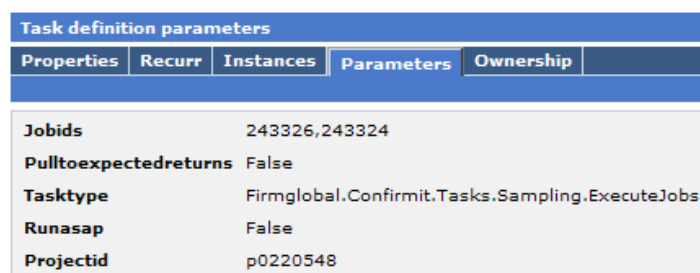 Task definition parameters
Properties Recurr Instances Parameters Ownership
Jobids 243326,243324
Pulltoexpectedreturns False
Tasktype Firmglobal.Confirmit.Tasks.Sampling.ExecuteJobs
Runasap False
Projectid p0220548